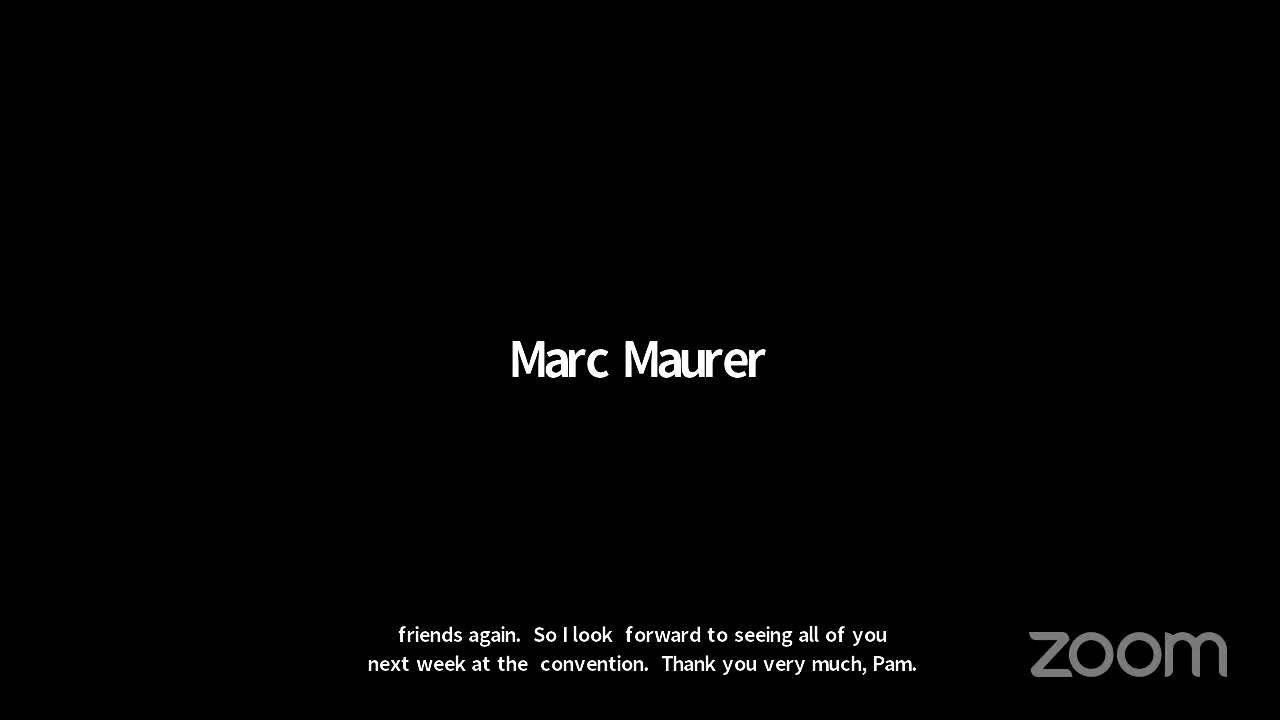 Marc Maurer
friends again. So I look forward to seeing all of you
next week at the convention. Thank you very much, Pam.
zoom